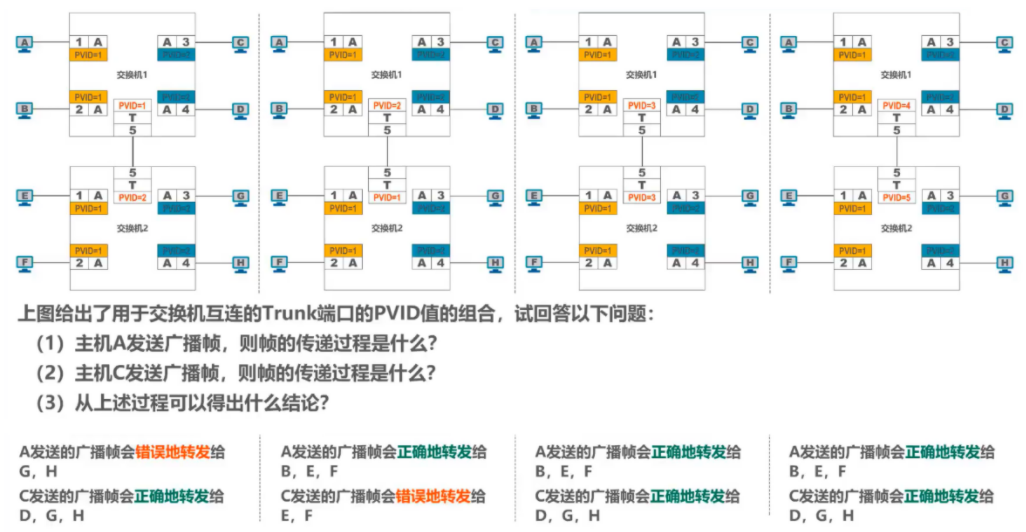 A 1 A A 3 C A 1 A A 3 C A 1 A A 3 C A 1 A A 3 C
PVID=1 PVID=2 PVID=1 PVID=2 PVID=1 PVID=2 PVID=1 PVID=2
交换机1 交换机1 交换机1 交换机1
PVID=1 PVID=2 PVID=1 PVID=2 PVID=1 PVID=2 PVID=1 PVID=2
B 2 A PVID=1 A 4 D B 2 A PVID=2 A 4 D B 2 A PVID=3 A 4 D B 2 A PVID=4 A 4 D
T T T T
5 5 5 5
5 5 5 5
T T T T
E 1 A PVID=2 A 3 G E 1 A PVID=1 A 3 G E 1 A PVID=3 A 3 G E 1 A PVID=5 A 3 G
PVID=1 PVID=2 PVID=1 PVID=2 PVID=1 PVID=2 PVID=1 PVID=2
交换机2 交换机2 交换机2 交换机2
PVID=1 PVID=2 PVID=1 PVID=2 PVID=1 PVID=2 PVID=1 PVID=2
F 2 A A 4 H F 2 A A 4 H F 2 A A 4 H F 2 A A 4 H
上图给出了用于交换机互连的Trunk端口的PVID值的组合，试回答以下问题：
（1）主机A发送广播帧，则帧的传递过程是什么？
（2）主机C发送广播帧，则帧的传递过程是什么？
（3）从上述过程可以得出什么结论？
A发送的广播帧会错误地转发给
G，H
C发送的广播帧会正确地转发给
D，G，H
A发送的广播帧会正确地转发给
B，E，F
C发送的广播帧会错误地转发给
E，F
A发送的广播帧会正确地转发给
B，E，F
C发送的广播帧会正确地转发给
D，G，H
A发送的广播帧会正确地转发给
B，E，F
C发送的广播帧会正确地转发给
D，G，H